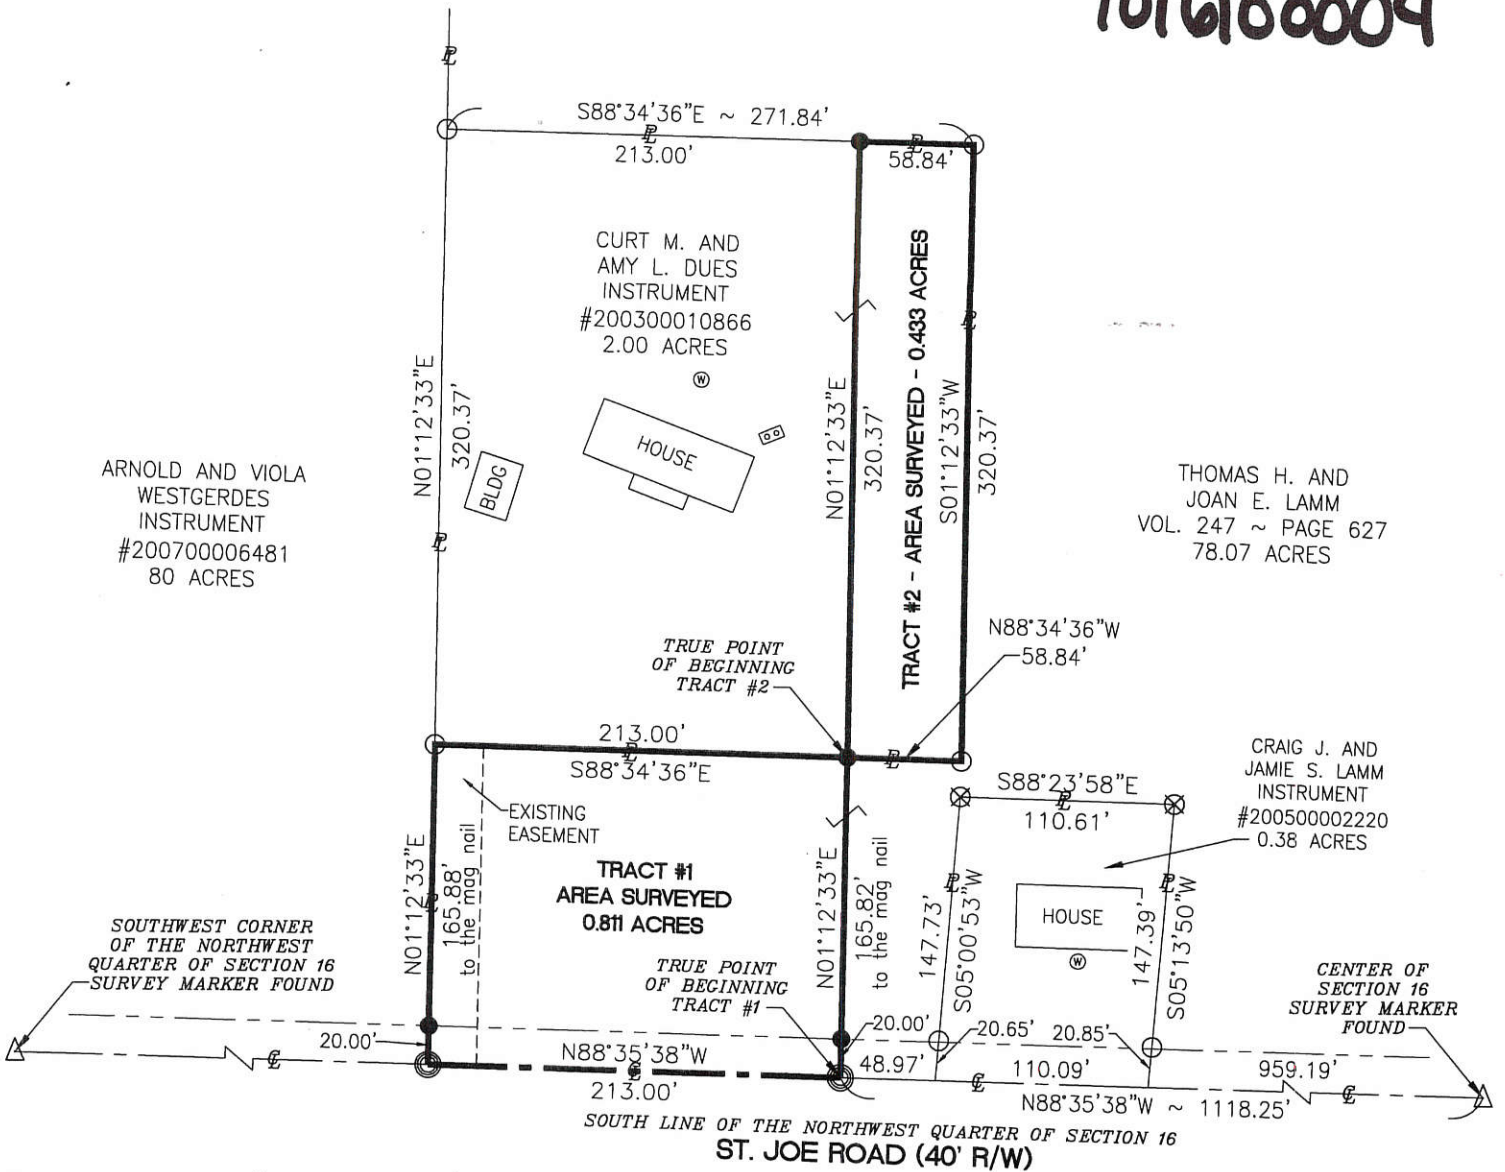 S88°34'36"E ~ 271.84'
213.00'
58.84'
CURT M. AND
AMY L. DUES
INSTRUMENT
#200300010866
2.00 ACRES
W
HOUSE
BLDG
N01°12'33"E
320.37'
N01°12'33"E
320.37'
TRACT #2 - AREA SURVEYED - 0.433 ACRES
S01°12'33"W
320.37'
ARNOLD AND VIOLA
WESTGERDES
INSTRUMENT
#200700006481
80 ACRES
THOMAS H. AND
JOAN E. LAMM
VOL. 247 ~ PAGE 627
78.07 ACRES
N88°34'36"W
58.84'
TRUE POINT
OF BEGINNING
TRACT #2
213.00'
S88°34'36"E
EXISTING
EASEMENT
N01°12'33"E
165.88'
to the mag nail
TRACT #1
AREA SURVEYED
0.811 ACRES
N01°12'33"E
165.82'
to the mag nail
CRAIG J. AND
JAMIE S. LAMM
INSTRUMENT
#200500002220
0.38 ACRES
S88°23'58"E
110.61'
147.73'
S05°00'53"W
HOUSE
W
147.39'
S05°13'50"W
SOUTHWEST CORNER
OF THE NORTHWEST
QUARTER OF SECTION 16
SURVEY MARKER FOUND
TRUE POINT
OF BEGINNING
TRACT #1
CENTER OF
SECTION 16
SURVEY MARKER
FOUND
20.00'
20.00'
20.65'
20.85'
N88°35'38"W
213.00'
48.97'
110.09'
959.19'
N88°35'38"W ~ 1118.25'
SOUTH LINE OF THE NORTHWEST QUARTER OF SECTION 16
ST. JOE ROAD (40' R/W)